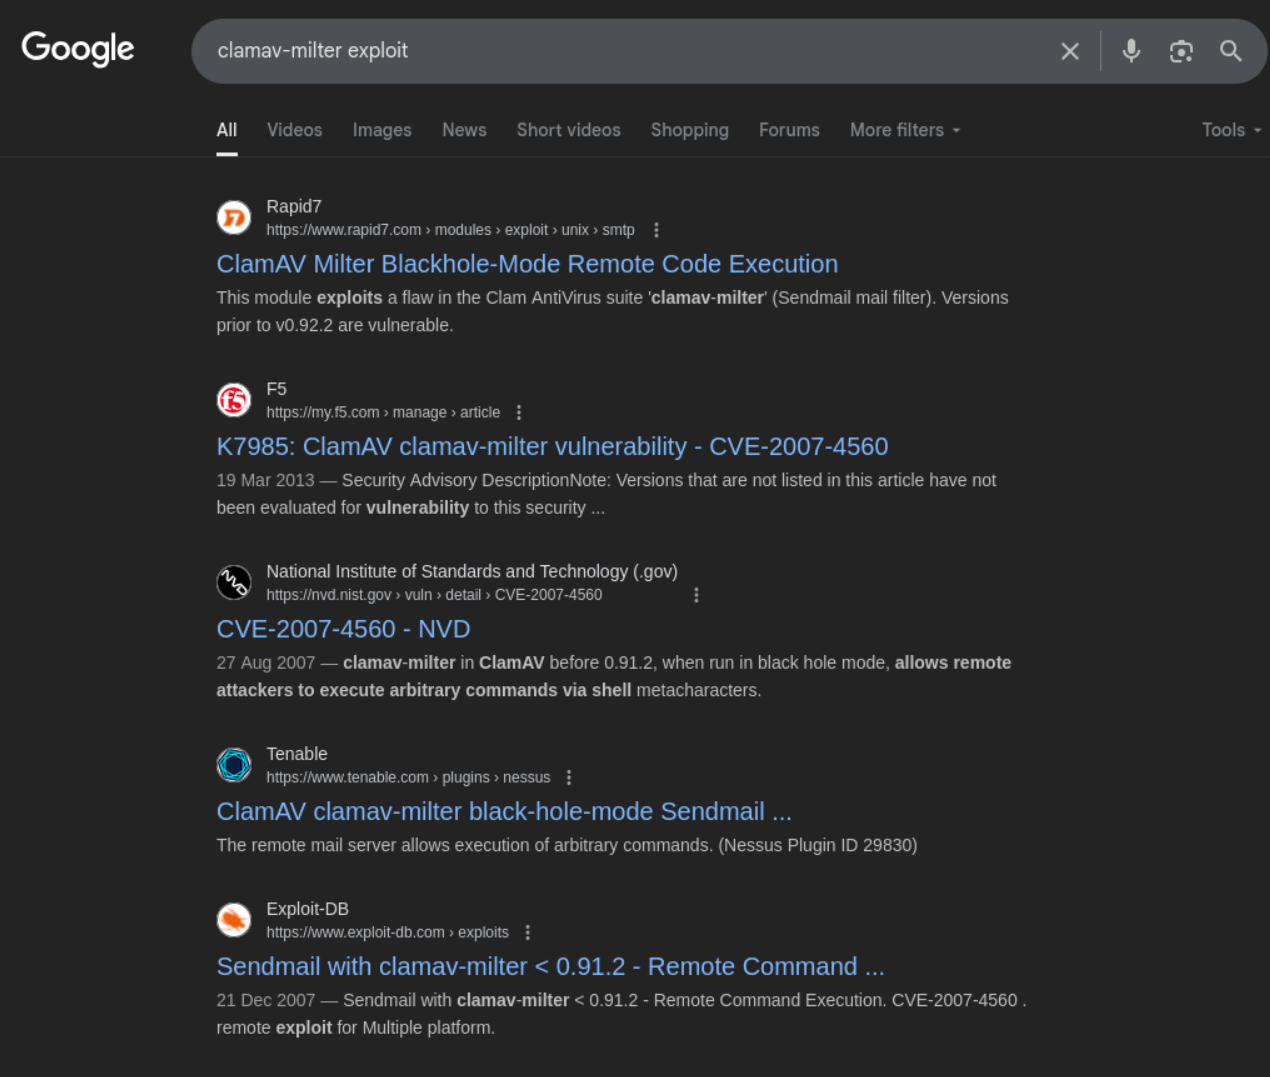 Google
clamav-milter exploit
All Videos Images News Short videos Shopping Forums More filters Tools
Rapid7
https://www.rapid7.com › modules › exploit › unix › smtp
ClamAV Milter Blackhole-Mode Remote Code Execution
This module exploits a flaw in the Clam AntiVirus suite 'clamav-milter' (Sendmail mail filter). Versions
prior to v0.92.2 are vulnerable.
F5
https://my.f5.com › manage › article
K7985: ClamAV clamav-milter vulnerability - CVE-2007-4560
19 Mar 2013 — Security Advisory DescriptionNote: Versions that are not listed in this article have not
been evaluated for vulnerability to this security ...
National Institute of Standards and Technology (.gov)
https://nvd.nist.gov › vuln › detail › CVE-2007-4560
CVE-2007-4560 - NVD
27 Aug 2007 — clamav-milter in ClamAV before 0.91.2, when run in black hole mode, allows remote
attackers to execute arbitrary commands via shell metacharacters.
Tenable
https://www.tenable.com › plugins › nessus
ClamAV clamav-milter black-hole-mode Sendmail ...
The remote mail server allows execution of arbitrary commands. (Nessus Plugin ID 29830)
Exploit-DB
https://www.exploit-db.com › exploits
Sendmail with clamav-milter < 0.91.2 - Remote Command ...
21 Dec 2007 — Sendmail with clamav-milter < 0.91.2 - Remote Command Execution. CVE-2007-4560 .
remote exploit for Multiple platform.